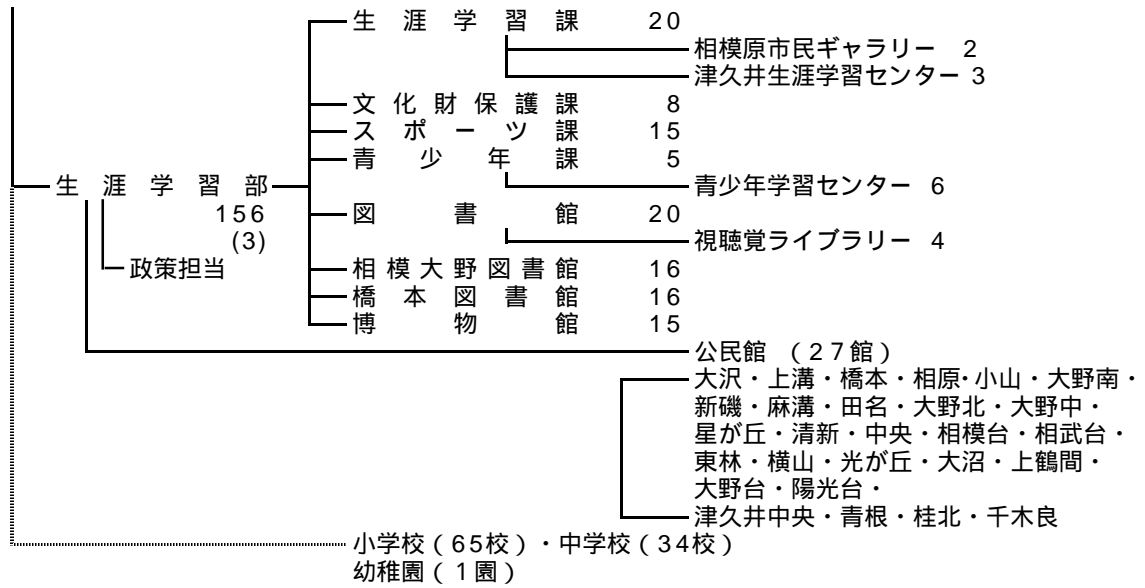 生涯学習課 20
相模原市民ギャラリー 2
津久井生涯学習センター 3
文化財保護課 8
スポーツ課 15
青少年課 5
生涯学習部
青少年学習センター 6
156
図書館 20
(3)
視聴覚ライブラリー 4
政策担当
相模大野図書館 16
橋本図書館 16
博物館 15
公民館 (27館)
大沢・上溝・橋本・相原・小山・大野南・
新磯・麻溝・田名・大野北・大野中・
星が丘・清新・中央・相模台・相武台・
東林・横山・光が丘・大沼・上鶴間・
大野台・陽光台・
津久井中央・青根・桂北・千木良
小学校(65校)・中学校(34校)
幼稚園(1園)